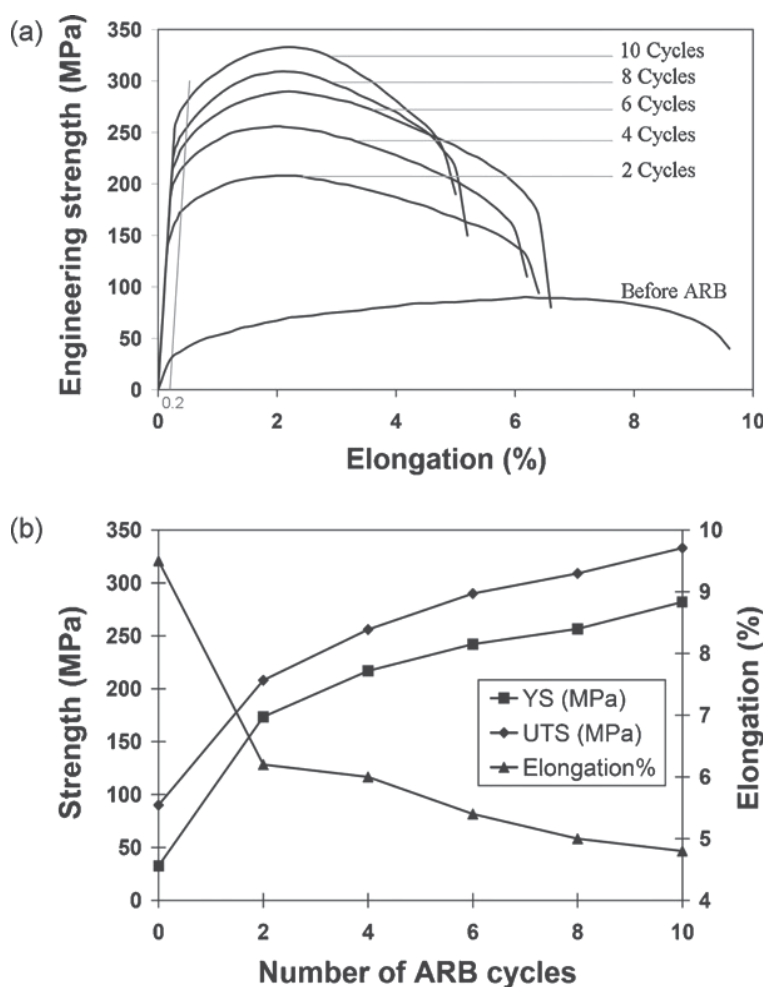 (a)
Engineering strength (MPa)
350
300
250
200
150
100
50
0
10 Cycles
8 Cycles
6 Cycles
4 Cycles
2 Cycles
Before ARB
0.2
0 2 4 6 8 10
Elongation (%)
(b)
Strength (MPa)
350
300
250
200
150
100
50
0
YS (MPa)
UTS (MPa)
Elongation%
10
9
8
7
6
5
4
Elongation (%)
0 2 4 6 8 10
Number of ARB cycles